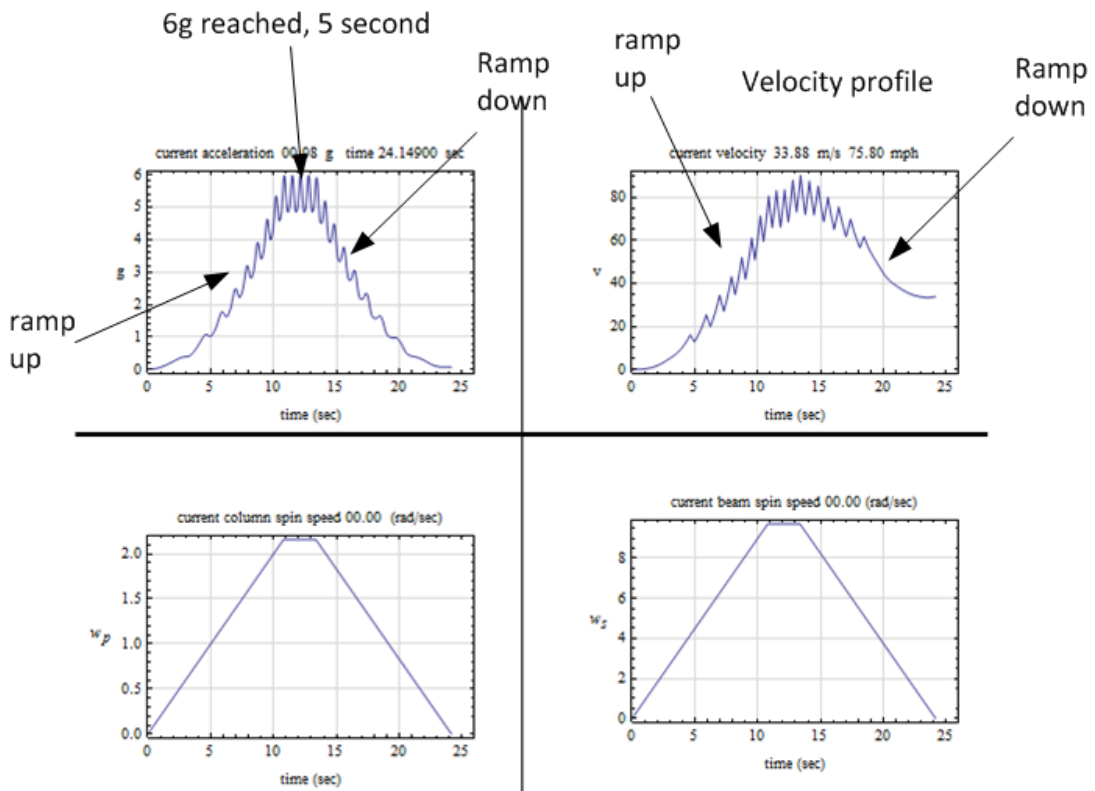 6g reached, 5 second
Ramp
down
ramp
up
Velocity profile
Ramp
down
current acceleration 00.08 g time 24.14900 sec
6
5
4
3
2
1
0
g
0 5 10 15 20 25
time (sec)
ramp
up
current velocity 33.88 m/s 75.80 mph
80
60
40
20
0
v
0 5 10 15 20 25
time (sec)
current column spin speed 00.00 (rad/sec)
2.0
1.5
1.0
0.5
0.0
w_p
0 5 10 15 20 25
time (sec)
current beam spin speed 00.00 (rad/sec)
8
6
4
2
0
w_s
0 5 10 15 20 25
time (sec)